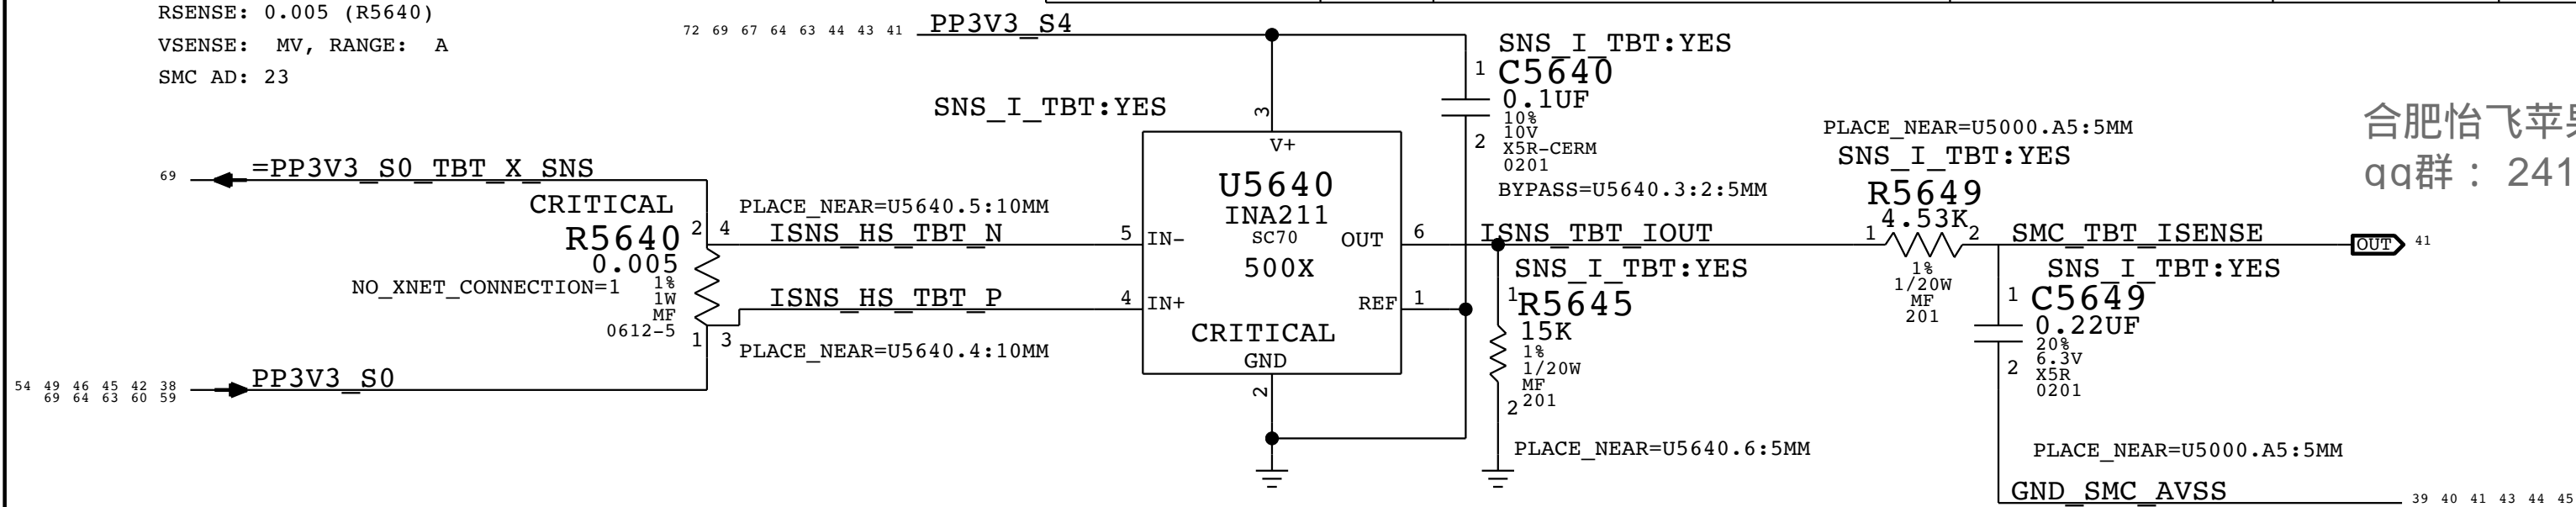 RSENSE: 0.005 (R5640)
VSENSE: MV, RANGE: A
SMC AD: 23
72 69 67 64 63 44 43 41
PP3V3_S4
SNS_I_TBT:YES
C5640
1
0.1UF
10%
10V
2
X5R-CERM
0201
BYPASS=U5640.3:2:5MM
SNS_I_TBT:YES
3
V+
U5640
INA211
SC70
500X
CRITICAL
GND
2
5 IN-
4 IN+
OUT 6
REF 1
69
=PP3V3_S0_TBT_X_SNS
CRITICAL
R5640
0.005
1%
1W
MF
0612-5
NO_XNET_CONNECTION=1
2 4
1 3
PLACE_NEAR=U5640.5:10MM
ISNS_HS_TBT_N
ISNS_HS_TBT_P
PLACE_NEAR=U5640.4:10MM
54 49 46 45 42 38
69 64 63 60 59
PP3V3_S0
ISNS_TBT_IOUT
SNS_I_TBT:YES
1
R5645
15K
1%
1/20W
MF
201
2
PLACE_NEAR=U5640.6:5MM
PLACE_NEAR=U5000.A5:5MM
SNS_I_TBT:YES
R5649
4.53K
1 2
1%
1/20W
MF
201
SMC_TBT_ISENSE
OUT
41
SNS_I_TBT:YES
1
C5649
0.22UF
20%
6.3V
2
X5R
0201
PLACE_NEAR=U5000.A5:5MM
GND_SMC_AVSS
39 40 41 43 44 45
合肥怡飞苹果
qq群： 241